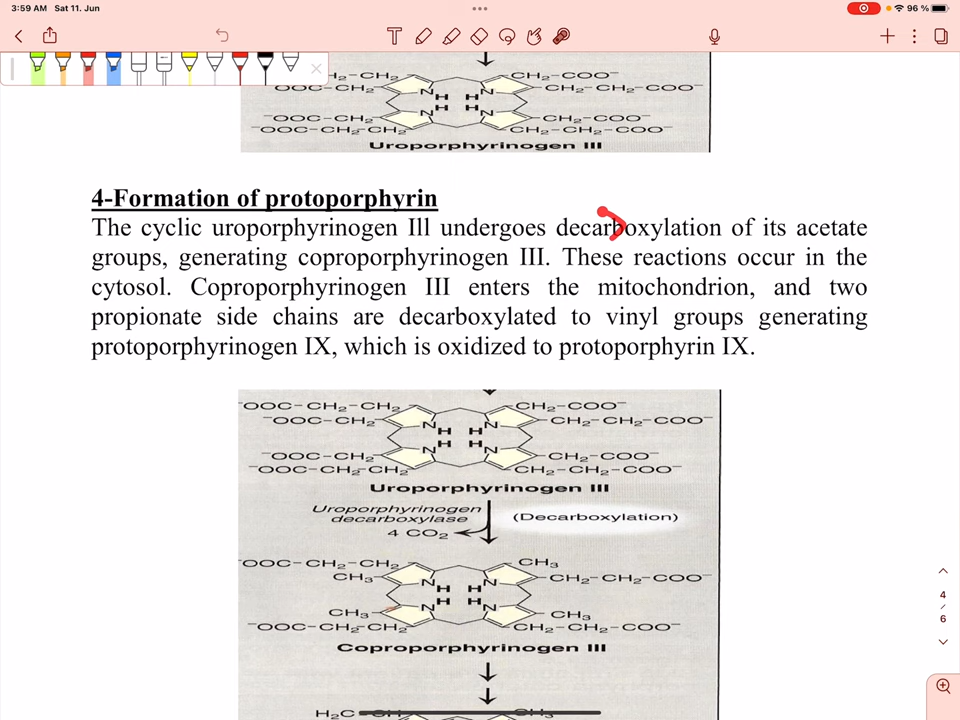 3:59 AM Sat 11. Jun
96 %
H2-CH2
CH2-COO⁻
OOC-CH2
CH2-CH2-COO⁻
N H H N
N H H N
⁻OOC-CH2
CH2-COO⁻
⁻OOC-CH2-CH2
CH2-CH2-COO⁻
Uroporphyrinogen III
4-Formation of protoporphyrin
The cyclic uroporphyrinogen Ill undergoes decarboxylation of its acetate
groups, generating coproporphyrinogen III. These reactions occur in the
cytosol. Coproporphyrinogen III enters the mitochondrion, and two
propionate side chains are decarboxylated to vinyl groups generating
protoporphyrinogen IX, which is oxidized to protoporphyrin IX.
⁻OOC-CH2-CH2
CH2-COO⁻
⁻OOC-CH2
CH2-CH2-COO⁻
N H H N
N H H N
⁻OOC-CH2
CH2-COO⁻
⁻OOC-CH2-CH2
CH2-CH2-COO⁻
Uroporphyrinogen III
Uroporphyrinogen
decarboxylase
(Decarboxylation)
4 CO2
⁻OOC-CH2-CH2
CH3
CH3
CH2-CH2-COO⁻
N H H N
N H H N
CH3
CH3
⁻OOC-CH2-CH2
CH2-CH2-COO⁻
Coproporphyrinogen III
H2C
CH3
4
/
6